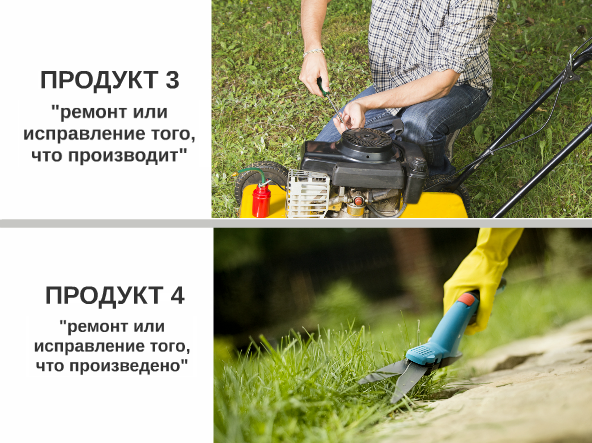 ПРОДУКТ 3
"ремонт или
исправление того,
что производит"
ПРОДУКТ 4
"ремонт или
исправление того,
что произведено"